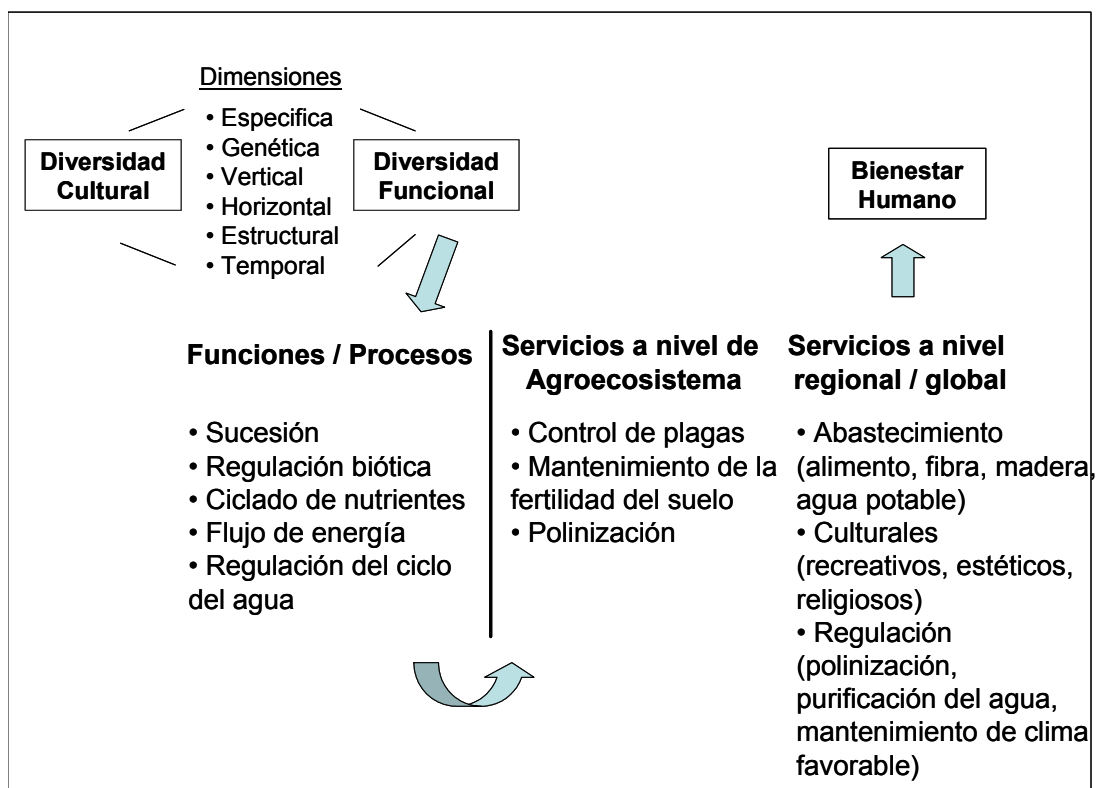 Dimensiones
• Especifica
• Genética
• Vertical
• Horizontal
• Estructural
• Temporal
Diversidad
Cultural
Diversidad
Funcional
Bienestar
Humano
Funciones / Procesos
• Sucesión
• Regulación biótica
• Ciclado de nutrientes
• Flujo de energía
• Regulación del ciclo
del agua
Servicios a nivel de
Agroecosistema
• Control de plagas
• Mantenimiento de la
fertilidad del suelo
• Polinización
Servicios a nivel
regional / global
• Abastecimiento
(alimento, fibra, madera,
agua potable)
• Culturales
(recreativos, estéticos,
religiosos)
• Regulación
(polinización,
purificación del agua,
mantenimiento de clima
favorable)